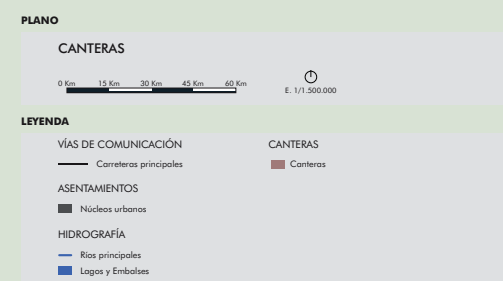 PLANO
CANTERAS
0 Km 15 Km 30 Km 45 Km 60 Km
E. 1/1.500.000
LEYENDA
VÍAS DE COMUNICACIÓN
Carreteras principales
ASENTAMIENTOS
Núcleos urbanos
HIDROGRAFÍA
Ríos principales
Lagos y Embalses
CANTERAS
Canteras